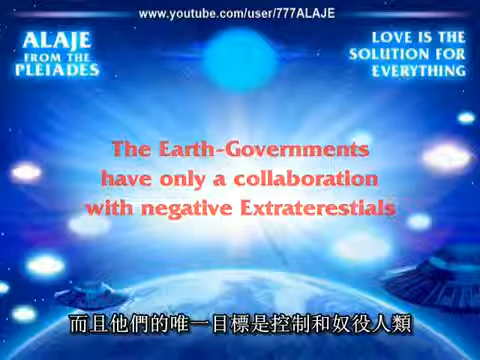 www.youtube.com/user/777ALAJE
ALAJE
FROM THE
PLEIADES
LOVE IS THE
SOLUTION FOR
EVERYTHING
The Earth-Governments
have only a collaboration
with negative Extraterestials
而且他們的唯一目標是控制和奴役人類